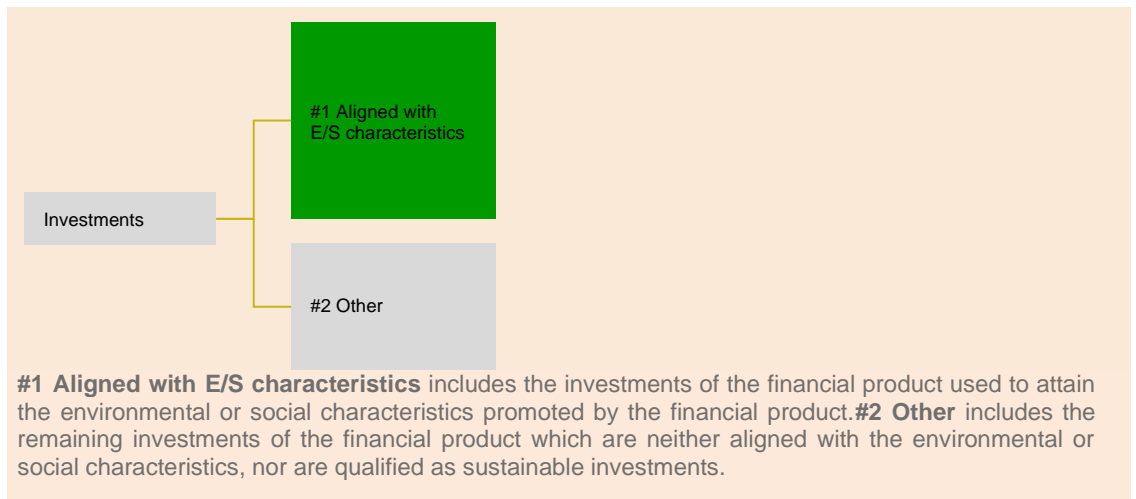 #1 Aligned with
E/S characteristics
Investments
#2 Other
#1 Aligned with E/S characteristics includes the investments of the financial product used to attain
the environmental or social characteristics promoted by the financial product.#2 Other includes the
remaining investments of the financial product which are neither aligned with the environmental or
social characteristics, nor are qualified as sustainable investments.